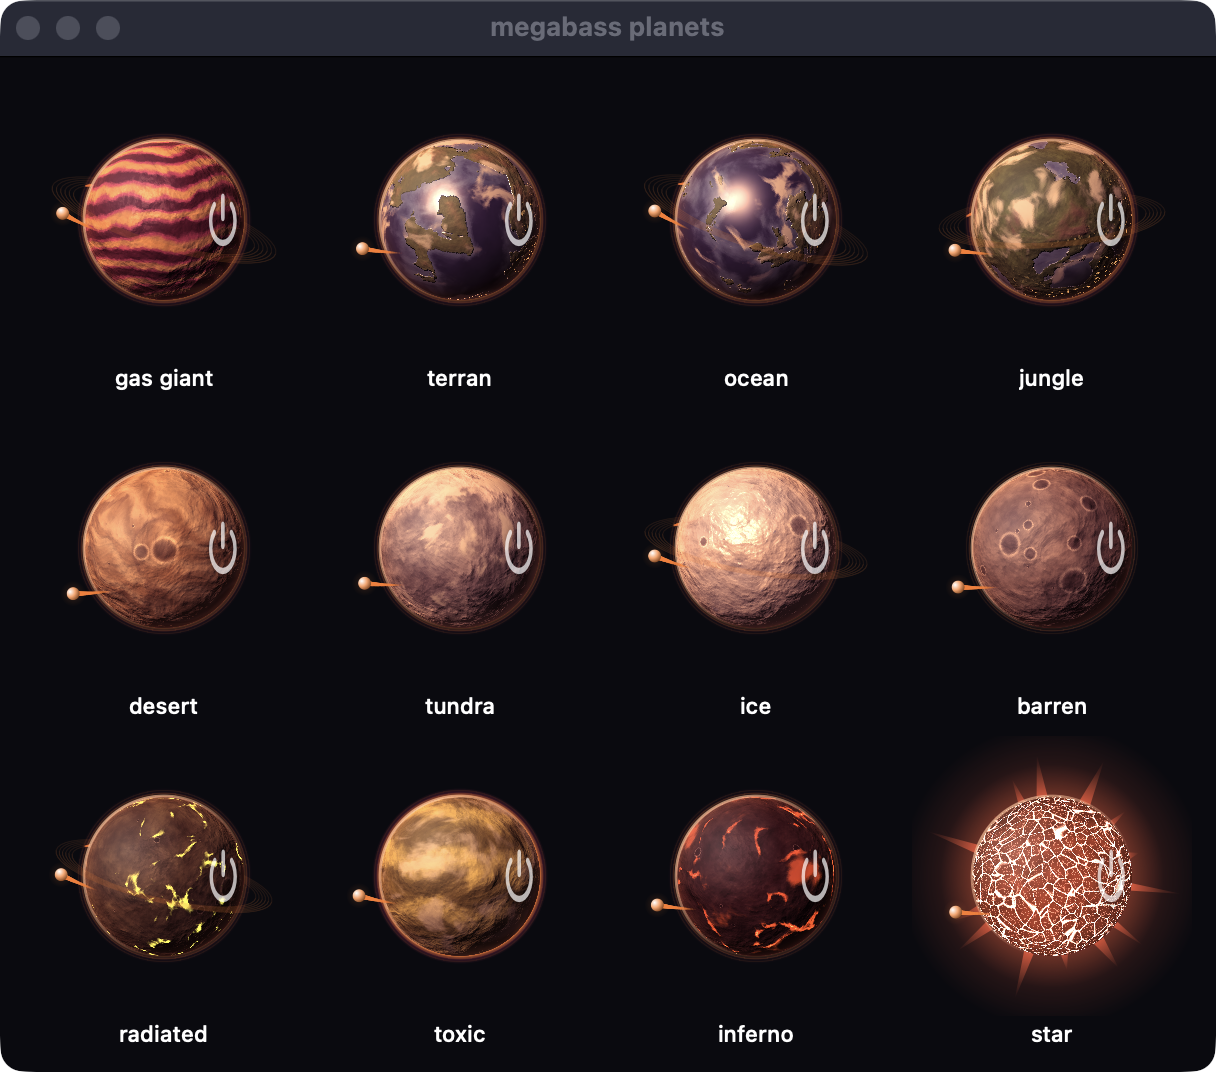 megabass planets
gas giant
terran
ocean
jungle
desert
tundra
ice
barren
radiated
toxic
inferno
star